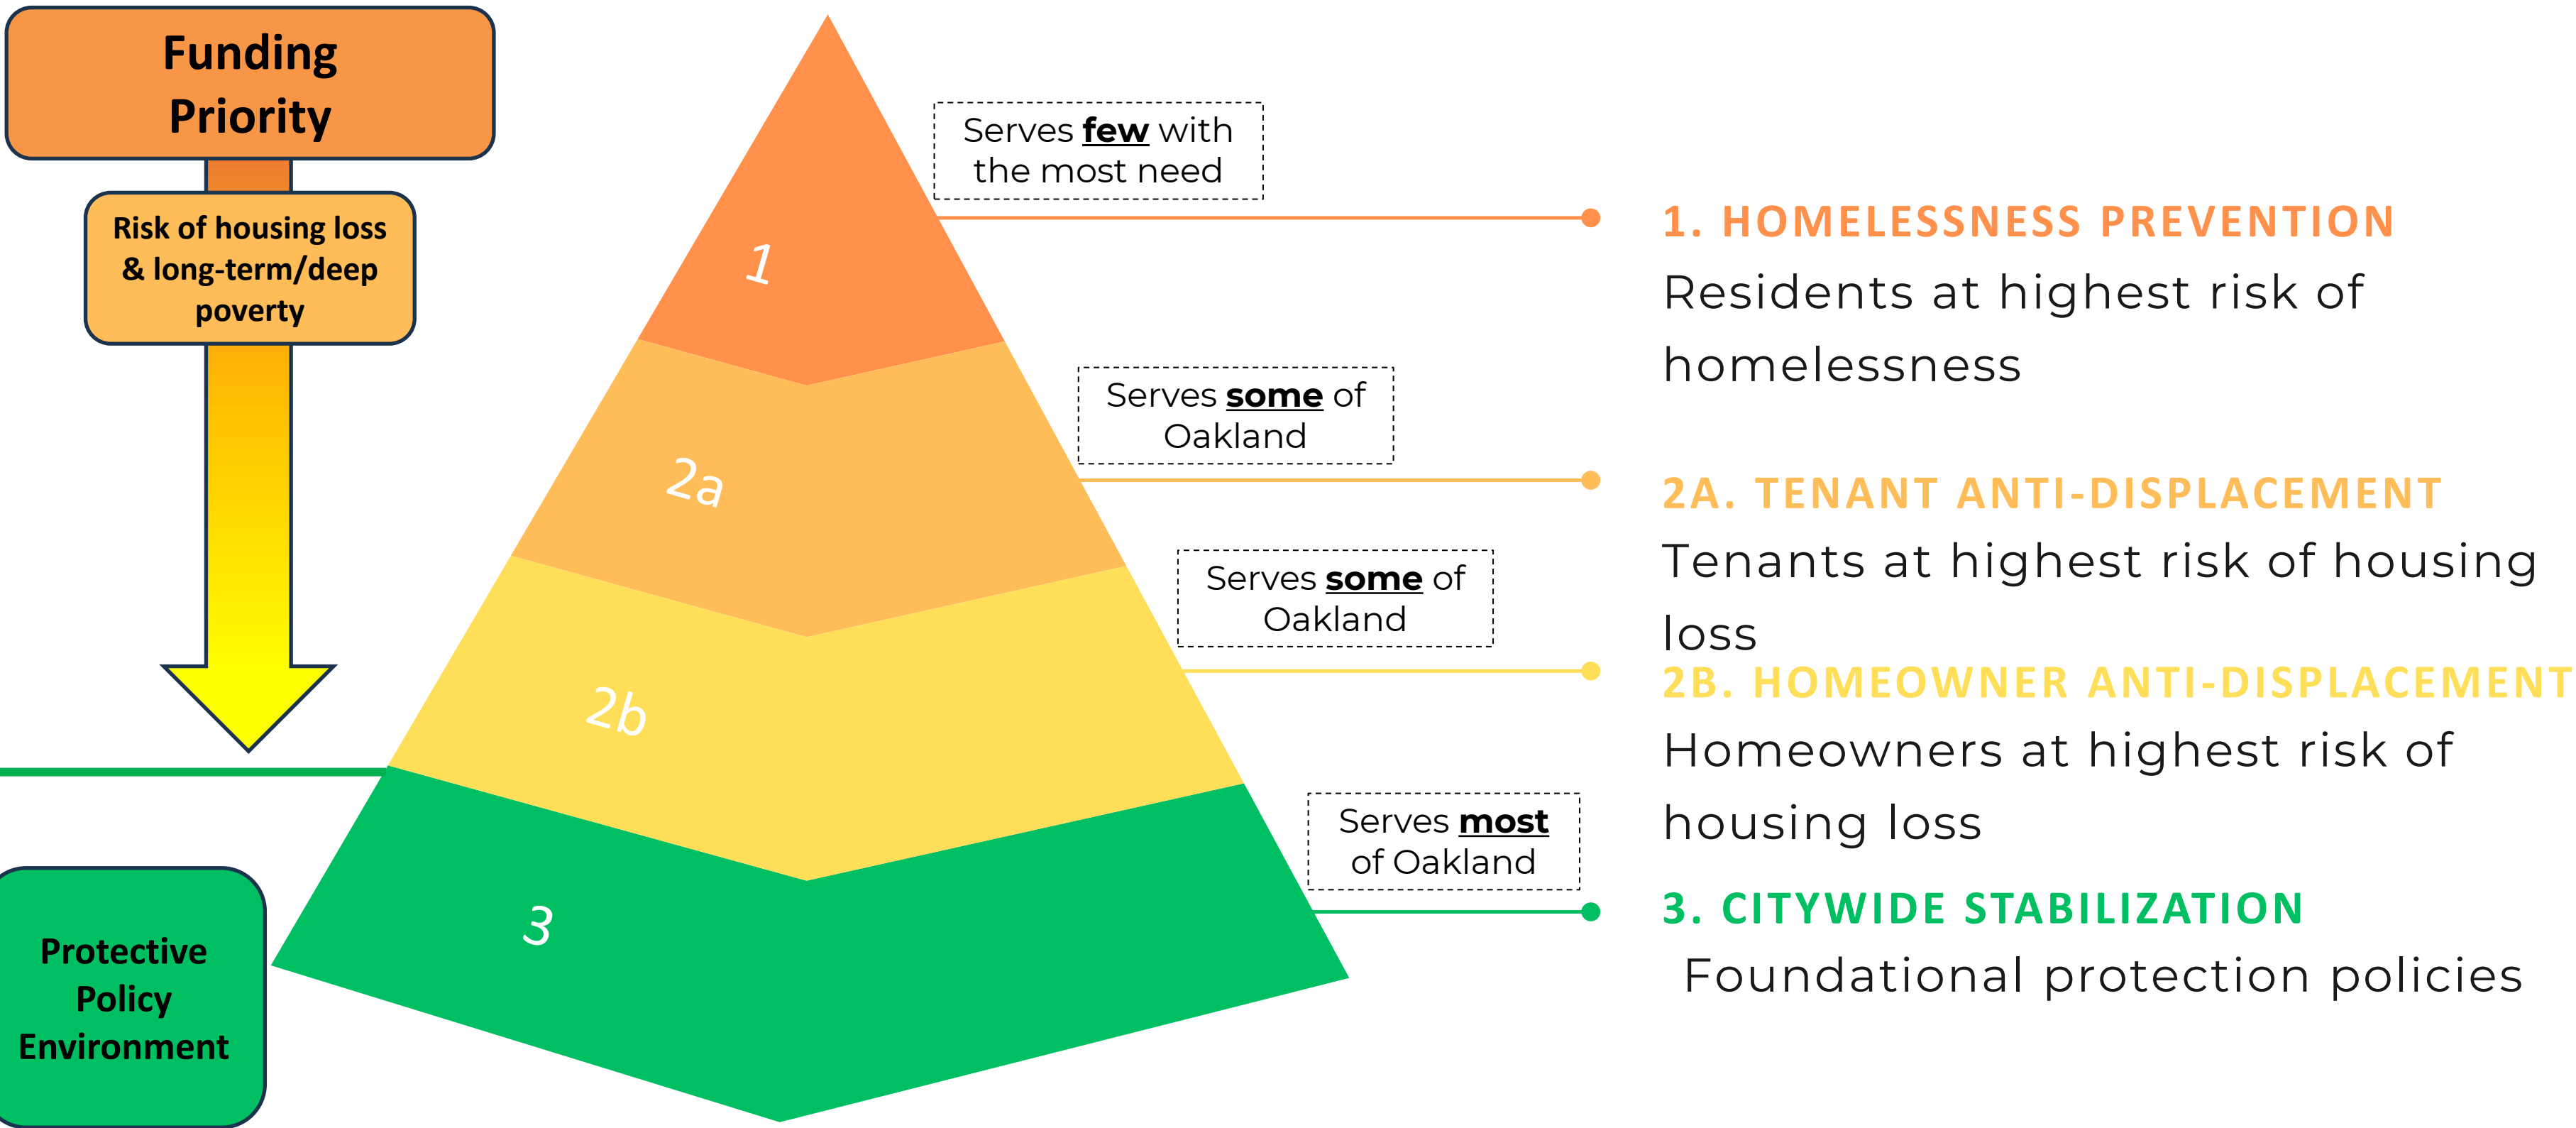 Funding
Priority
Risk of housing loss
& long-term/deep
poverty
Protective
Policy
Environment
1
2a
2b
3
Serves few with
the most need
Serves some of
Oakland
Serves some of
Oakland
Serves most
of Oakland
1. HOMELESSNESS PREVENTION
Residents at highest risk of
homelessness
2A. TENANT ANTI-DISPLACEMENT
Tenants at highest risk of housing
loss
2B. HOMEOWNER ANTI-DISPLACEMENT
Homeowners at highest risk of
housing loss
3. CITYWIDE STABILIZATION
Foundational protection policies